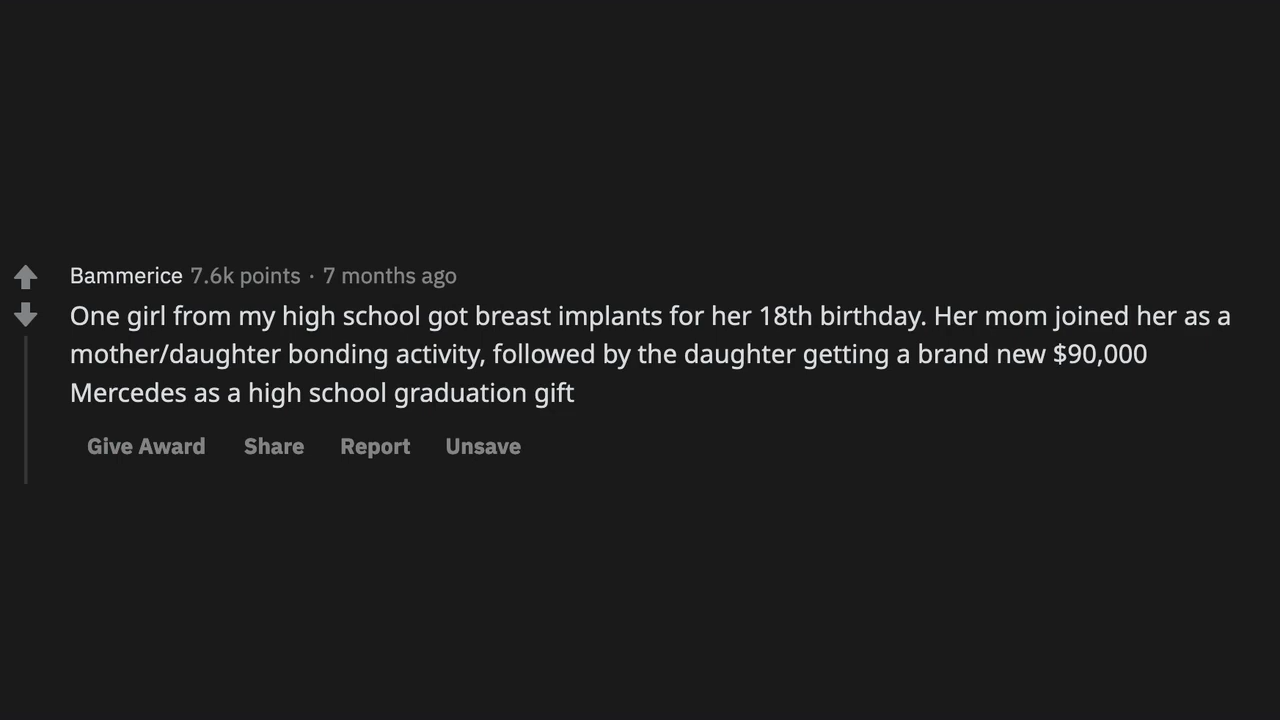 Bammerice 7.6k points · 7 months ago
One girl from my high school got breast implants for her 18th birthday. Her mom joined her as a
mother/daughter bonding activity, followed by the daughter getting a brand new $90,000
Mercedes as a high school graduation gift
Give Award Share Report Unsave